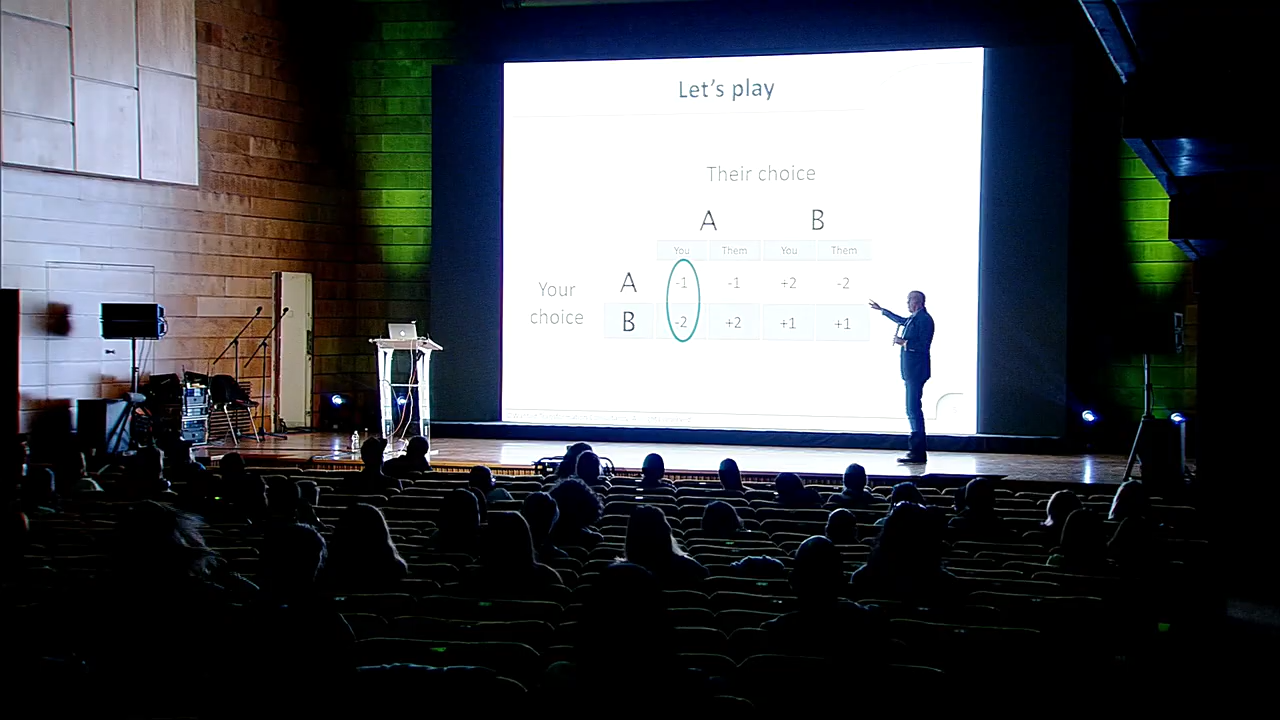 Let's play
Their choice
A B
You Them You Them
Your choice
A -1 -1 +2 -2
B -2 +2 +1 +1